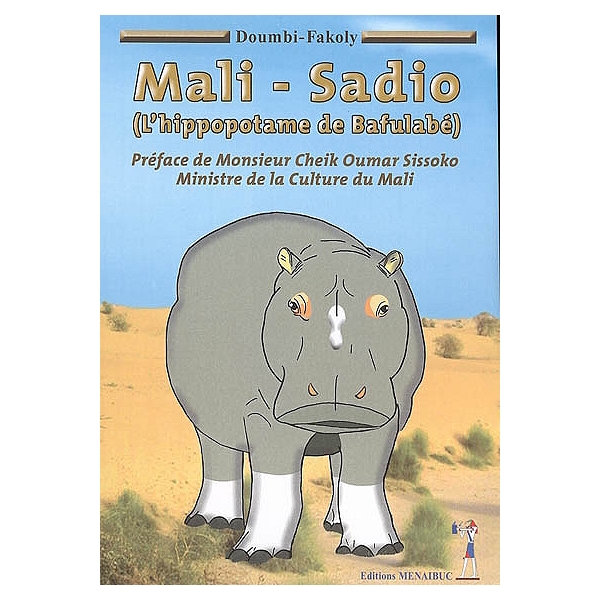 Doumbi-Fakoly
Mali - Sadio
(L'hippopotame de Bafulabé)
Préface de Monsieur Cheik Oumar Sissoko
Ministre de la Culture du Mali
Editions MENAIBUC